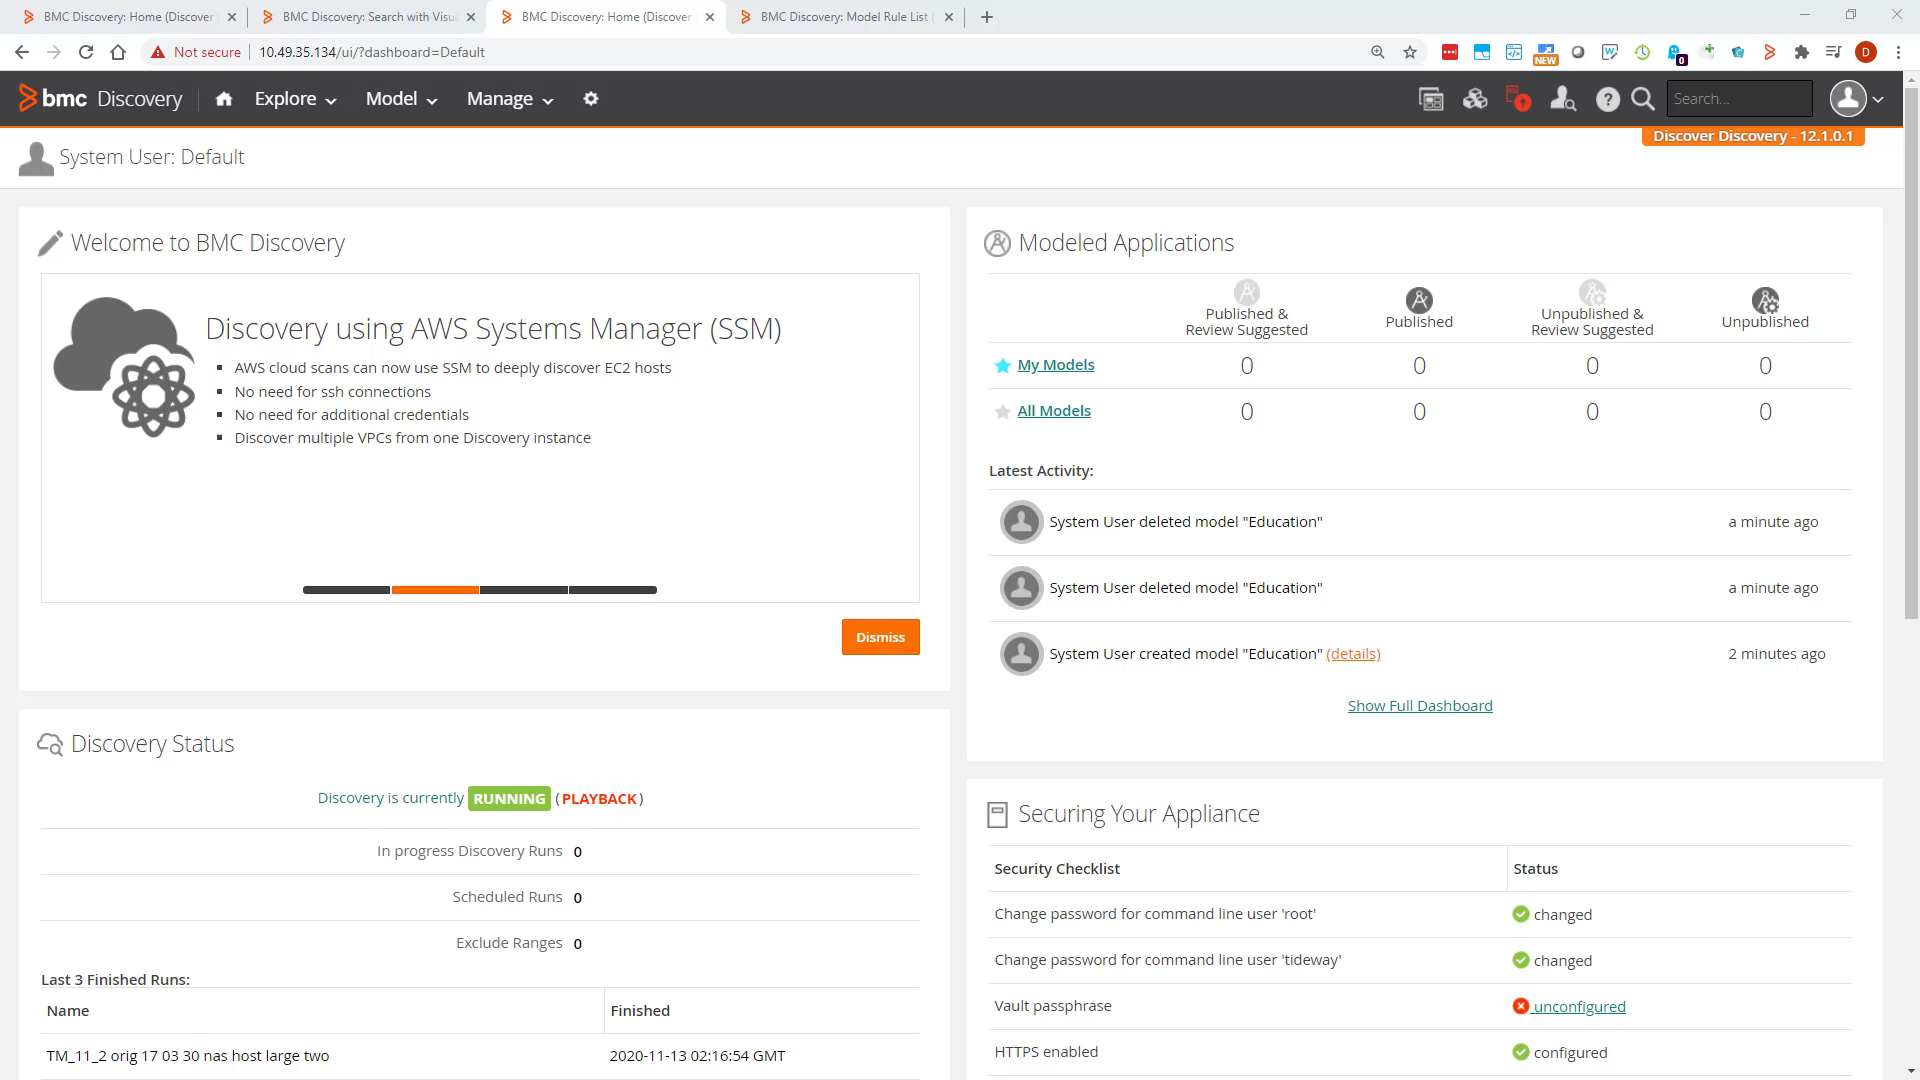 BMC Discovery: Home (Discover
BMC Discovery: Search with Visu
BMC Discovery: Home (Discover
BMC Discovery: Model Rule List (
Not secure
10.49.35.134/ui/?dashboard=Default
NEW
0
D
bmc Discovery
Explore
Model
Manage
Search...
Discover Discovery - 12.1.0.1
System User: Default
Welcome to BMC Discovery
Discovery using AWS Systems Manager (SSM)
AWS cloud scans can now use SSM to deeply discover EC2 hosts
No need for ssh connections
No need for additional credentials
Discover multiple VPCs from one Discovery instance
Dismiss
Modeled Applications
Published &
Review Suggested
Published
Unpublished &
Review Suggested
Unpublished
My Models 0 0 0 0
All Models 0 0 0 0
Latest Activity:
System User deleted model "Education" a minute ago
System User deleted model "Education" a minute ago
System User created model "Education" (details) 2 minutes ago
Show Full Dashboard
Discovery Status
Discovery is currently RUNNING (PLAYBACK)
In progress Discovery Runs 0
Scheduled Runs 0
Exclude Ranges 0
Last 3 Finished Runs:
Name Finished
TM_11_2 orig 17 03 30 nas host large two 2020-11-13 02:16:54 GMT
Securing Your Appliance
Security Checklist Status
Change password for command line user 'root' changed
Change password for command line user 'tideway' changed
Vault passphrase unconfigured
HTTPS enabled configured